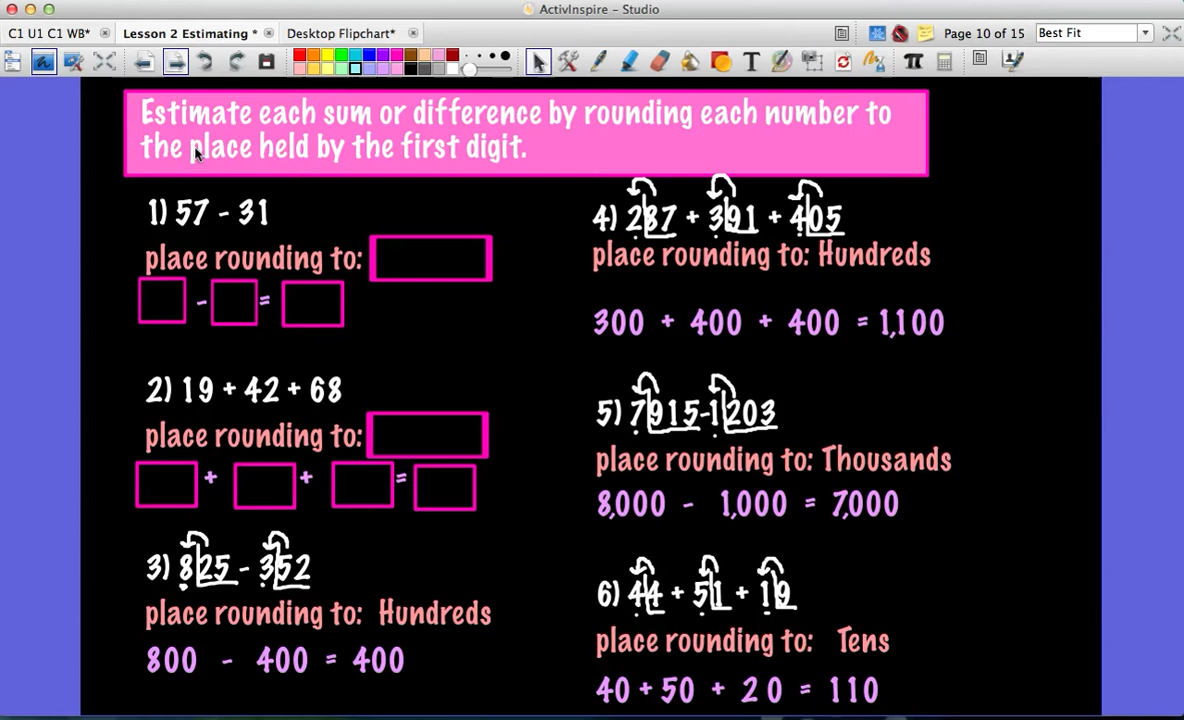 ActivInspire - Studio
C1 U1 C1 WB*
Lesson 2 Estimating *
Desktop Flipchart*
Page 10 of 15
Best Fit
Estimate each sum or difference by rounding each number to
the place held by the first digit.
1) 57 - 31
place rounding to:
- =
2) 19 + 42 + 68
place rounding to:
+ + =
3) 825 - 352
place rounding to: Hundreds
800 - 400 = 400
4) 287 + 391 + 405
place rounding to: Hundreds
300 + 400 + 400 = 1,100
5) 7915-1203
place rounding to: Thousands
8,000 - 1,000 = 7,000
6) 44 + 51 + 19
place rounding to: Tens
40 + 50 + 20 = 110